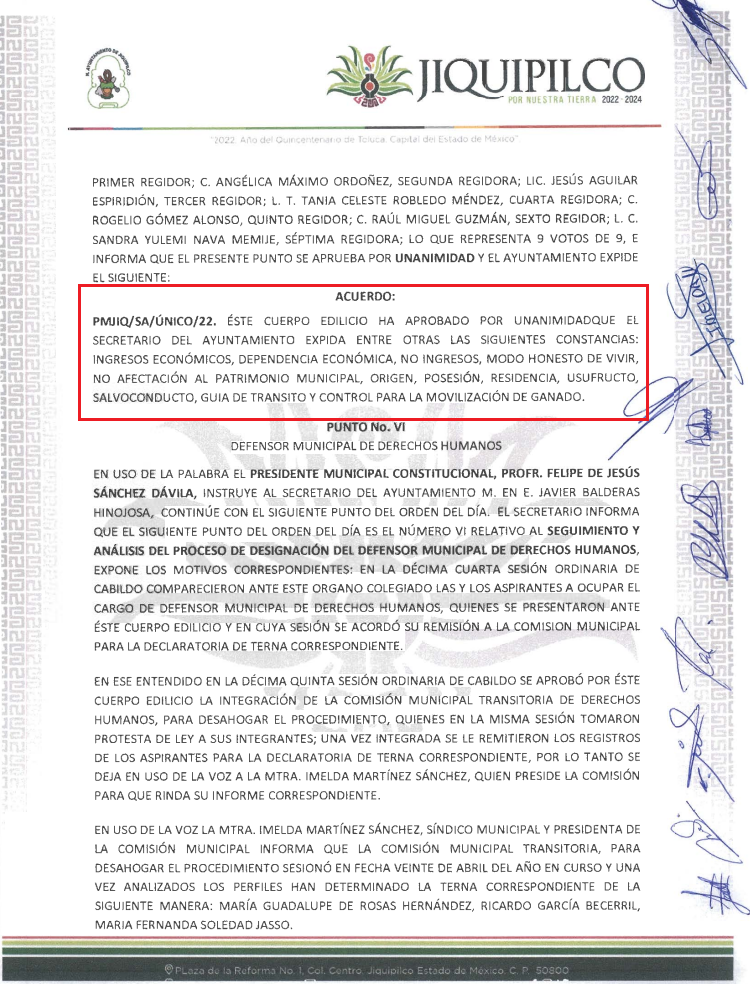 H. AYUNTAMIENTO DE JIQUIPILCO
JIQUIPILCO
POR NUESTRA TIERRA 2022 - 2024
"2022. Año del Quincentenario de Toluca, Capital del Estado de México".
PRIMER REGIDOR; C. ANGÉLICA MÁXIMO ORDOÑEZ, SEGUNDA REGIDORA; LIC. JESÚS AGUILAR
ESPIRIDIÓN, TERCER REGIDOR; L. T. TANIA CELESTE ROBLEDO MÉNDEZ, CUARTA REGIDORA; C.
ROGELIO GÓMEZ ALONSO, QUINTO REGIDOR; C. RAÚL MIGUEL GUZMÁN, SEXTO REGIDOR; L. C.
SANDRA YULEMI NAVA MEMIJE, SÉPTIMA REGIDORA; LO QUE REPRESENTA 9 VOTOS DE 9, E
INFORMA QUE EL PRESENTE PUNTO SE APRUEBA POR UNANIMIDAD Y EL AYUNTAMIENTO EXPIDE
EL SIGUIENTE:
ACUERDO:
PMJIQ/SA/ÚNICO/22. ÉSTE CUERPO EDILICIO HA APROBADO POR UNANIMIDADQUE EL
SECRETARIO DEL AYUNTAMIENTO EXPIDA ENTRE OTRAS LAS SIGUIENTES CONSTANCIAS:
INGRESOS ECONÓMICOS, DEPENDENCIA ECONÓMICA, NO INGRESOS, MODO HONESTO DE VIVIR,
NO AFECTACIÓN AL PATRIMONIO MUNICIPAL, ORIGEN, POSESIÓN, RESIDENCIA, USUFRUCTO,
SALVOCONDUCTO, GUIA DE TRANSITO Y CONTROL PARA LA MOVILIZACIÓN DE GANADO.
PUNTO No. VI
DEFENSOR MUNICIPAL DE DERECHOS HUMANOS
EN USO DE LA PALABRA EL PRESIDENTE MUNICIPAL CONSTITUCIONAL, PROFR. FELIPE DE JESÚS
SÁNCHEZ DÁVILA, INSTRUYE AL SECRETARIO DEL AYUNTAMIENTO M. EN E. JAVIER BALDERAS
HINOJOSA, CONTINÚE CON EL SIGUIENTE PUNTO DEL ORDEN DEL DÍA. EL SECRETARIO INFORMA
QUE EL SIGUIENTE PUNTO DEL ORDEN DEL DÍA ES EL NÚMERO VI RELATIVO AL SEGUIMIENTO Y
ANÁLISIS DEL PROCESO DE DESIGNACIÓN DEL DEFENSOR MUNICIPAL DE DERECHOS HUMANOS,
EXPONE LOS MOTIVOS CORRESPONDIENTES: EN LA DÉCIMA CUARTA SESIÓN ORDINARIA DE
CABILDO COMPARECIERON ANTE ESTE ORGANO COLEGIADO LAS Y LOS ASPIRANTES A OCUPAR EL
CARGO DE DEFENSOR MUNICIPAL DE DERECHOS HUMANOS, QUIENES SE PRESENTARON ANTE
ÉSTE CUERPO EDILICIO Y EN CUYA SESIÓN SE ACORDÓ SU REMISIÓN A LA COMISION MUNICIPAL
PARA LA DECLARATORIA DE TERNA CORRESPONDIENTE.
EN ESE ENTENDIDO EN LA DÉCIMA QUINTA SESIÓN ORDINARIA DE CABILDO SE APROBÓ POR ÉSTE
CUERPO EDILICIO LA INTEGRACIÓN DE LA COMISIÓN MUNICIPAL TRANSITORIA DE DERECHOS
HUMANOS, PARA DESAHOGAR EL PROCEDIMIENTO, QUIENES EN LA MISMA SESIÓN TOMARON
PROTESTA DE LEY A SUS INTEGRANTES; UNA VEZ INTEGRADA SE LE REMITIERON LOS REGISTROS
DE LOS ASPIRANTES PARA LA DECLARATORIA DE TERNA CORRESPONDIENTE, POR LO TANTO SE
DEJA EN USO DE LA VOZ A LA MTRA. IMELDA MARTÍNEZ SÁNCHEZ, QUIEN PRESIDE LA COMISIÓN
PARA QUE RINDA SU INFORME CORRESPONDIENTE.
EN USO DE LA VOZ LA MTRA. IMELDA MARTÍNEZ SÁNCHEZ, SÍNDICO MUNICIPAL Y PRESIDENTA DE
LA COMISIÓN MUNICIPAL INFORMA QUE LA COMISIÓN MUNICIPAL TRANSITORIA, PARA
DESAHOGAR EL PROCEDIMIENTO SESIONÓ EN FECHA VEINTE DE ABRIL DEL AÑO EN CURSO Y UNA
VEZ ANALIZADOS LOS PERFILES HAN DETERMINADO LA TERNA CORRESPONDIENTE DE LA
SIGUIENTE MANERA: MARÍA GUADALUPE DE ROSAS HERNÁNDEZ, RICARDO GARCÍA BECERRIL,
MARIA FERNANDA SOLEDAD JASSO.
Plaza de la Reforma No. 1, Col. Centro, Jiquipilco Estado de México, C. P. 50800